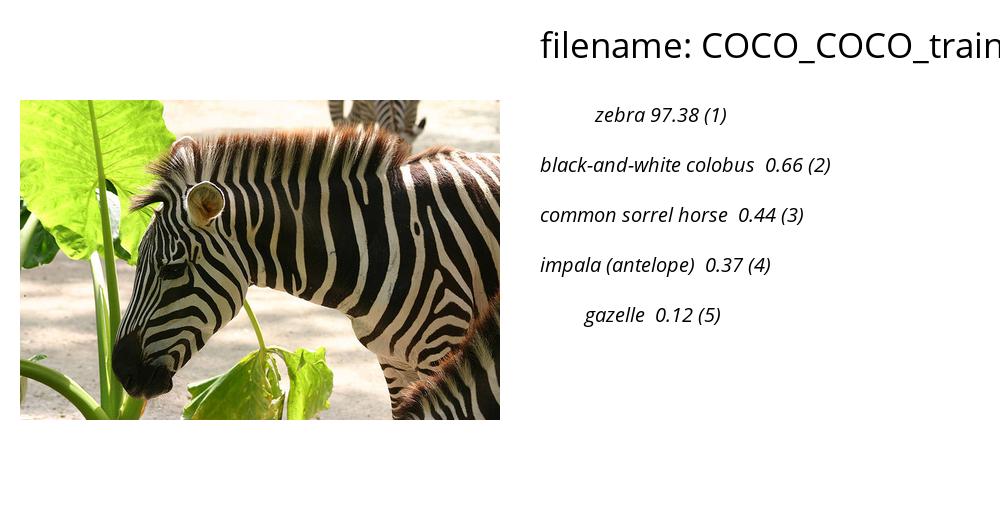 filename: COCO_COCO_train
zebra 97.38 (1)
black-and-white colobus 0.66 (2)
common sorrel horse 0.44 (3)
impala (antelope) 0.37 (4)
gazelle 0.12 (5)